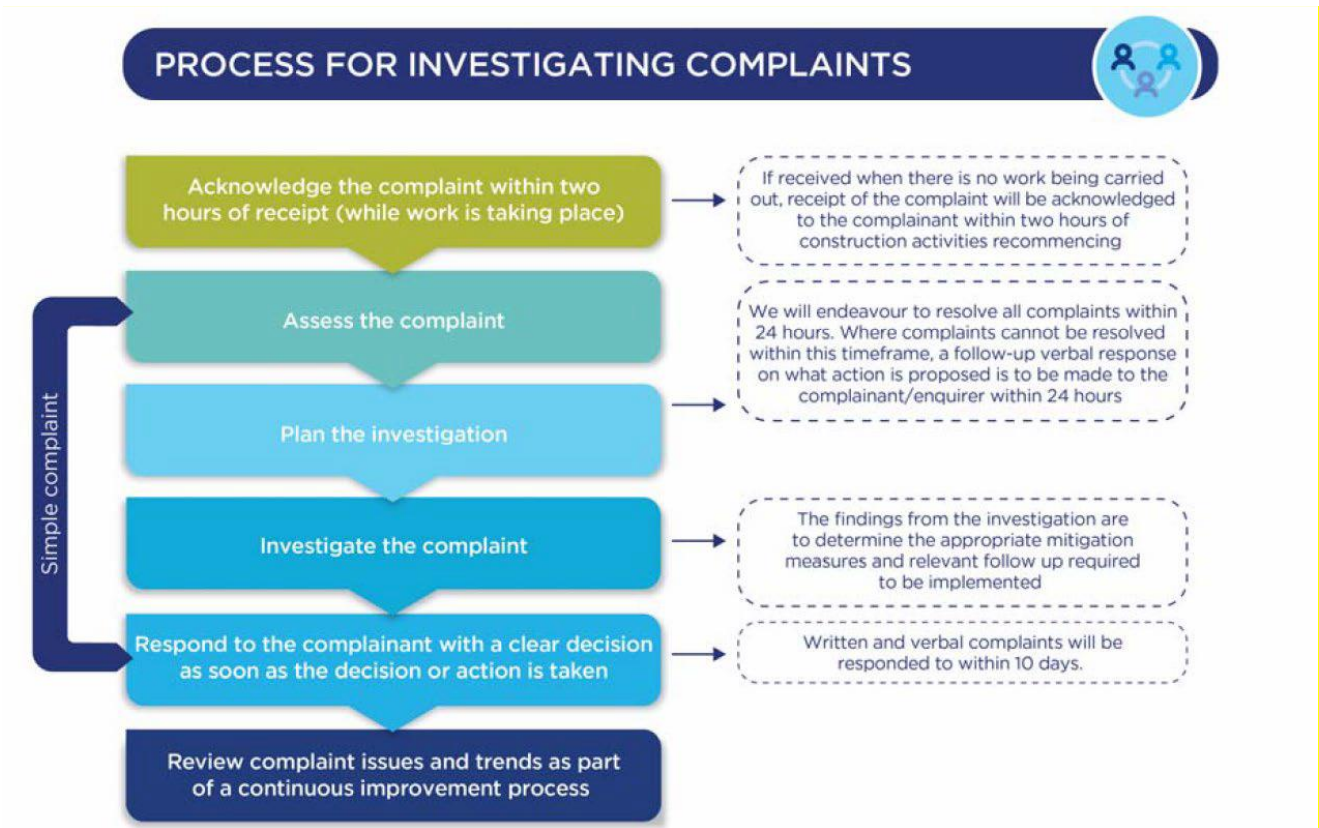 PROCESS FOR INVESTIGATING COMPLAINTS
Acknowledge the complaint within two
hours of receipt (while work is taking place)
If received when there is no work being carried
out, receipt of the complaint will be acknowledged
to the complainant within two hours of
construction activities recommencing
Simple complaint
Assess the complaint
We will endeavour to resolve all complaints within
24 hours. Where complaints cannot be resolved
within this timeframe, a follow-up verbal response
on what action is proposed is to be made to the
complainant/enquirer within 24 hours
Plan the investigation
Investigate the complaint
The findings from the investigation are
to determine the appropriate mitigation
measures and relevant follow up required
to be implemented
Respond to the complainant with a clear decision
as soon as the decision or action is taken
Written and verbal complaints will be
responded to within 10 days.
Review complaint issues and trends as part
of a continuous improvement process